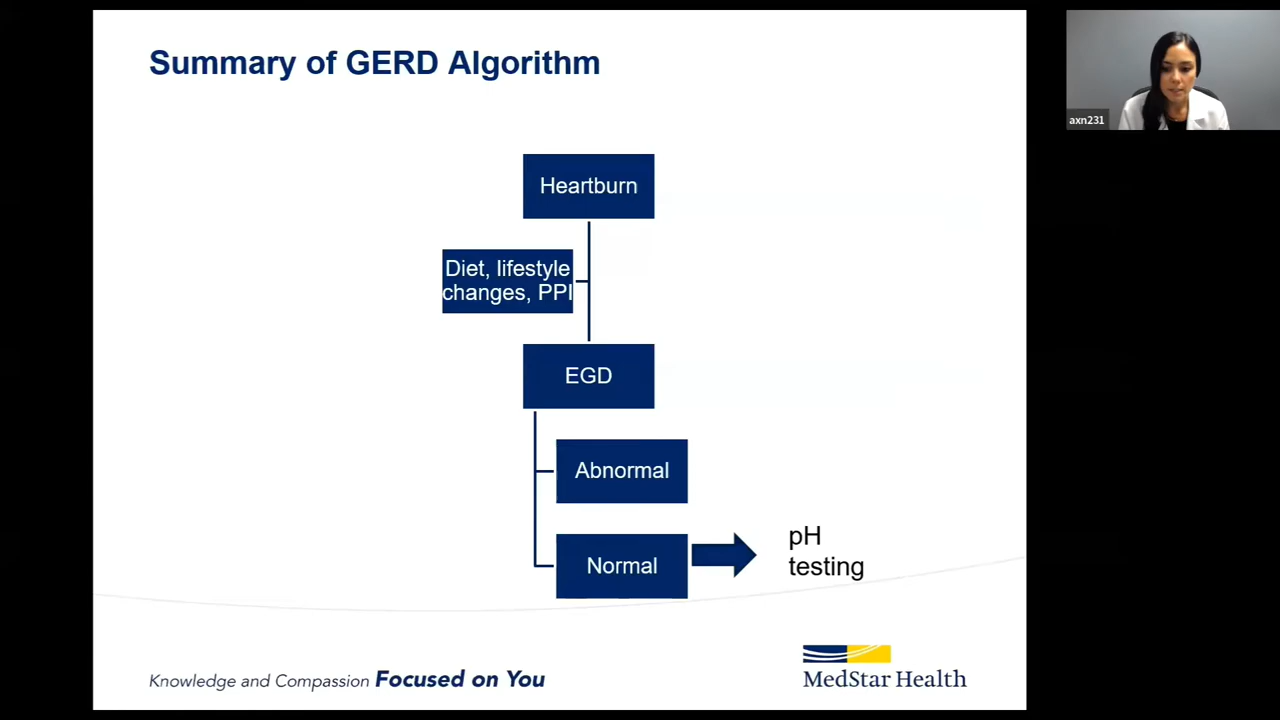 Summary of GERD Algorithm
axn231
Heartburn
Diet, lifestyle
changes, PPI
EGD
Abnormal
Normal
pH
testing
Knowledge and Compassion Focused on You
MedStar Health